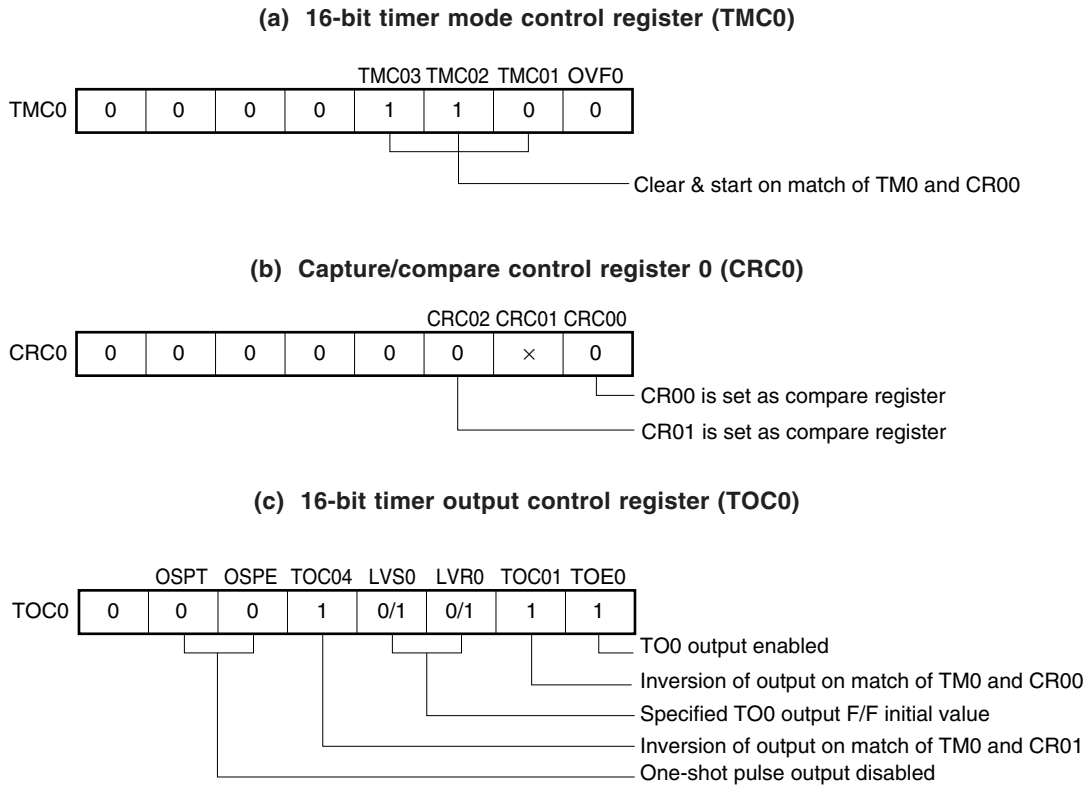 (a) 16-bit timer mode control register (TMC0)
TMC03 TMC02 TMC01 OVF0
TMC0 0 0 0 0 1 1 0 0
Clear & start on match of TM0 and CR00
(b) Capture/compare control register 0 (CRC0)
CRC02 CRC01 CRC00
CRC0 0 0 0 0 0 0 × 0
CR00 is set as compare register
CR01 is set as compare register
(c) 16-bit timer output control register (TOC0)
OSPT OSPE TOC04 LVS0 LVR0 TOC01 TOE0
TOC0 0 0 0 1 0/1 0/1 1 1
TO0 output enabled
Inversion of output on match of TM0 and CR00
Specified TO0 output F/F initial value
Inversion of output on match of TM0 and CR01
One-shot pulse output disabled